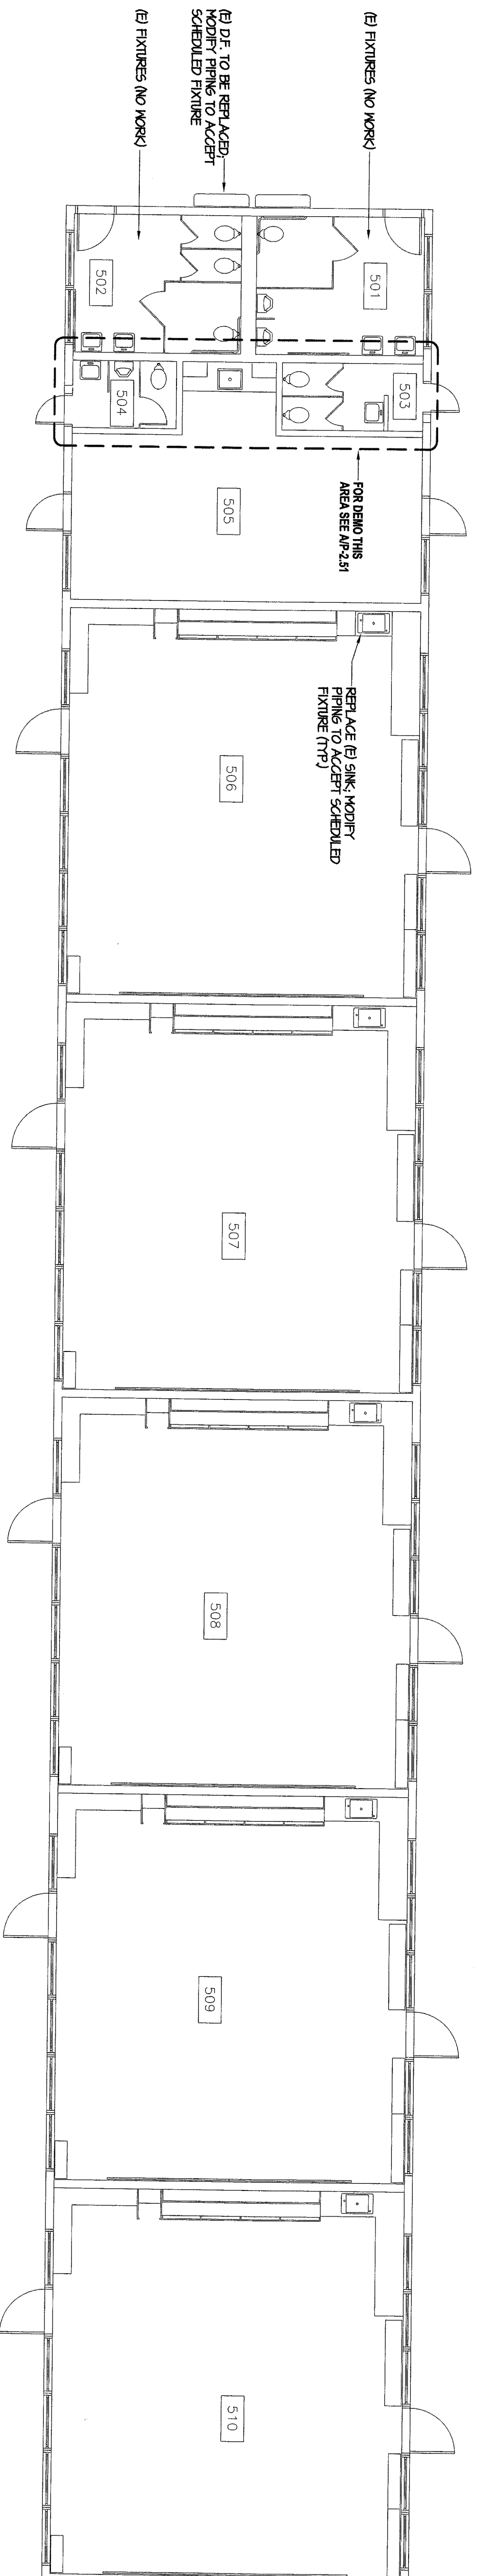 (E) FIXTURES (NO WORK)
(E) D.F. TO BE REPLACED;
MODIFY PIPING TO ACCEPT
SCHEDULED FIXTURE
(E) FIXTURES (NO WORK)
501
502
503
504
FOR DEMO THIS
AREA SEE A/P-2.51
505
REPLACE (E) SINK; MODIFY
PIPING TO ACCEPT SCHEDULED
FIXTURE (TYP.)
506
507
508
509
510